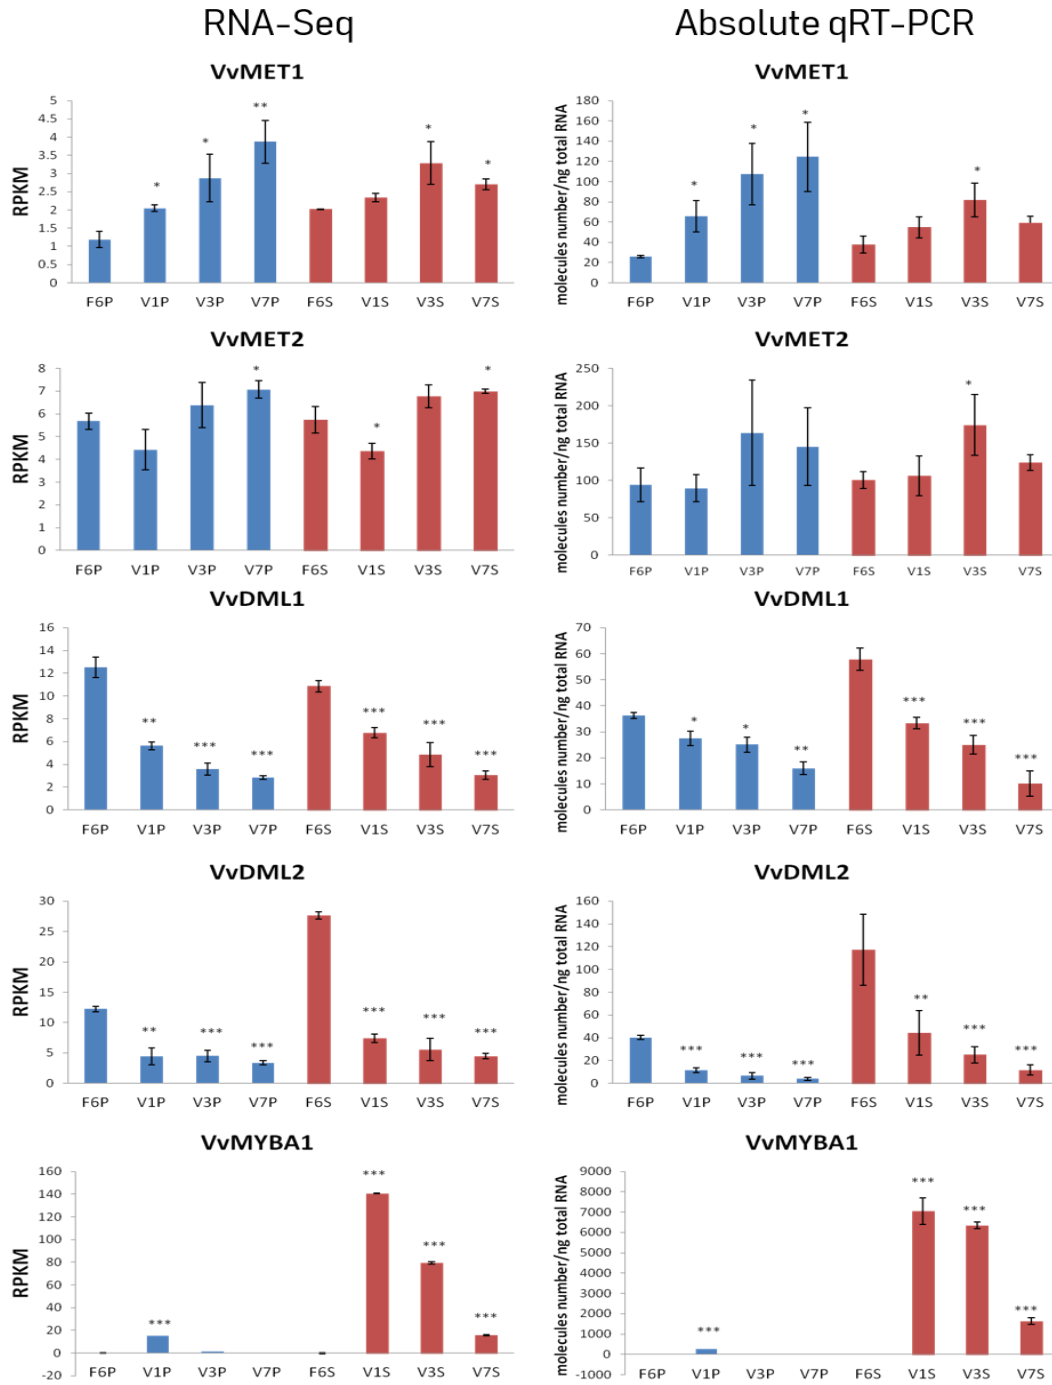 RNA-Seq
Absolute qRT-PCR
VvMET1
VvMET1
RPKM
5
4.5
4
3.5
3
2.5
2
1.5
1
0.5
0
* * ** * *
F6P V1P V3P V7P F6S V1S V3S V7S
molecules number/ng total RNA
180
160
140
120
100
80
60
40
20
0
* * * *
F6P V1P V3P V7P F6S V1S V3S V7S
VvMET2
VvMET2
RPKM
8
7
6
5
4
3
2
1
0
* * *
F6P V1P V3P V7P F6S V1S V3S V7S
molecules number/ng total RNA
250
200
150
100
50
0
*
F6P V1P V3P V7P F6S V1S V3S V7S
VvDML1
VvDML1
RPKM
16
14
12
10
8
6
4
2
0
** *** *** *** *** ***
F6P V1P V3P V7P F6S V1S V3S V7S
molecules number/ng total RNA
70
60
50
40
30
20
10
0
* * ** *** *** ***
F6P V1P V3P V7P F6S V1S V3S V7S
VvDML2
VvDML2
RPKM
30
25
20
15
10
5
0
** *** *** *** *** ***
F6P V1P V3P V7P F6S V1S V3S V7S
molecules number/ng total RNA
160
140
120
100
80
60
40
20
0
*** *** *** ** *** ***
F6P V1P V3P V7P F6S V1S V3S V7S
VvMYBA1
VvMYBA1
RPKM
160
140
120
100
80
60
40
20
0
-20
*** *** *** ***
F6P V1P V3P V7P F6S V1S V3S V7S
molecules number/ng total RNA
9000
8000
7000
6000
5000
4000
3000
2000
1000
0
-1000
*** *** *** ***
F6P V1P V3P V7P F6S V1S V3S V7S